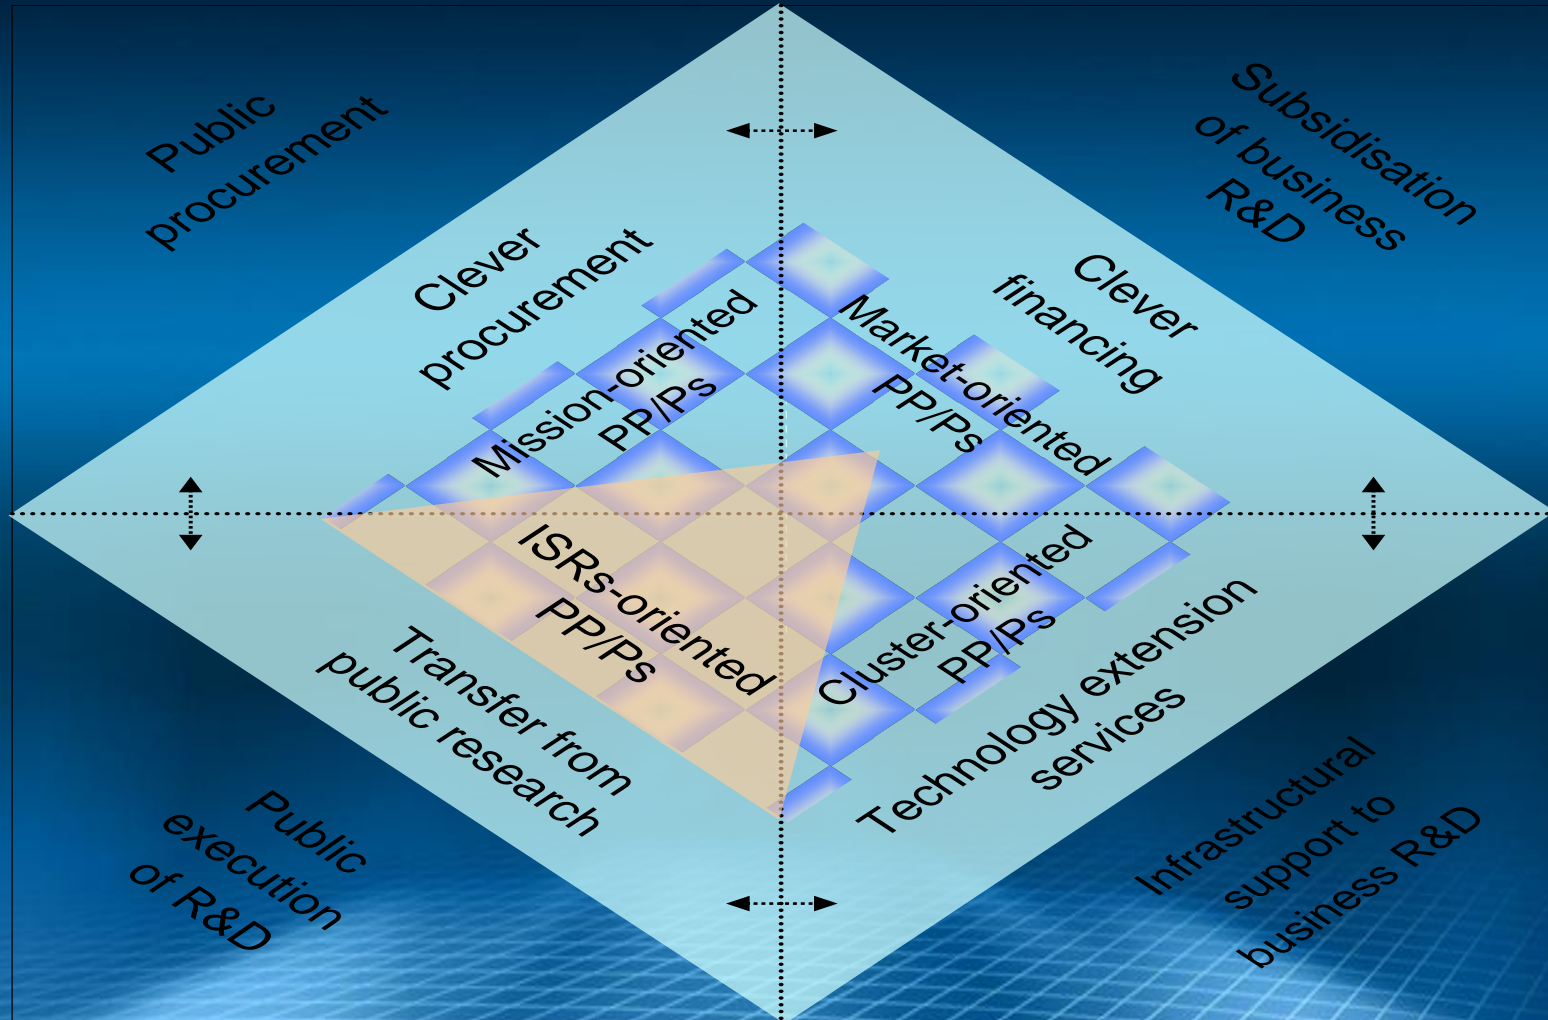 Public
procurement
Subsidisation
of business
R&D
Clever
procurement
Clever
financing
Mission-oriented
PP/Ps
Market-oriented
PP/Ps
ISRs-oriented
PP/Ps
Cluster-oriented
PP/Ps
Transfer from
public research
Technology extension
services
Public
execution
of R&D
Infrastructural
support to
business R&D